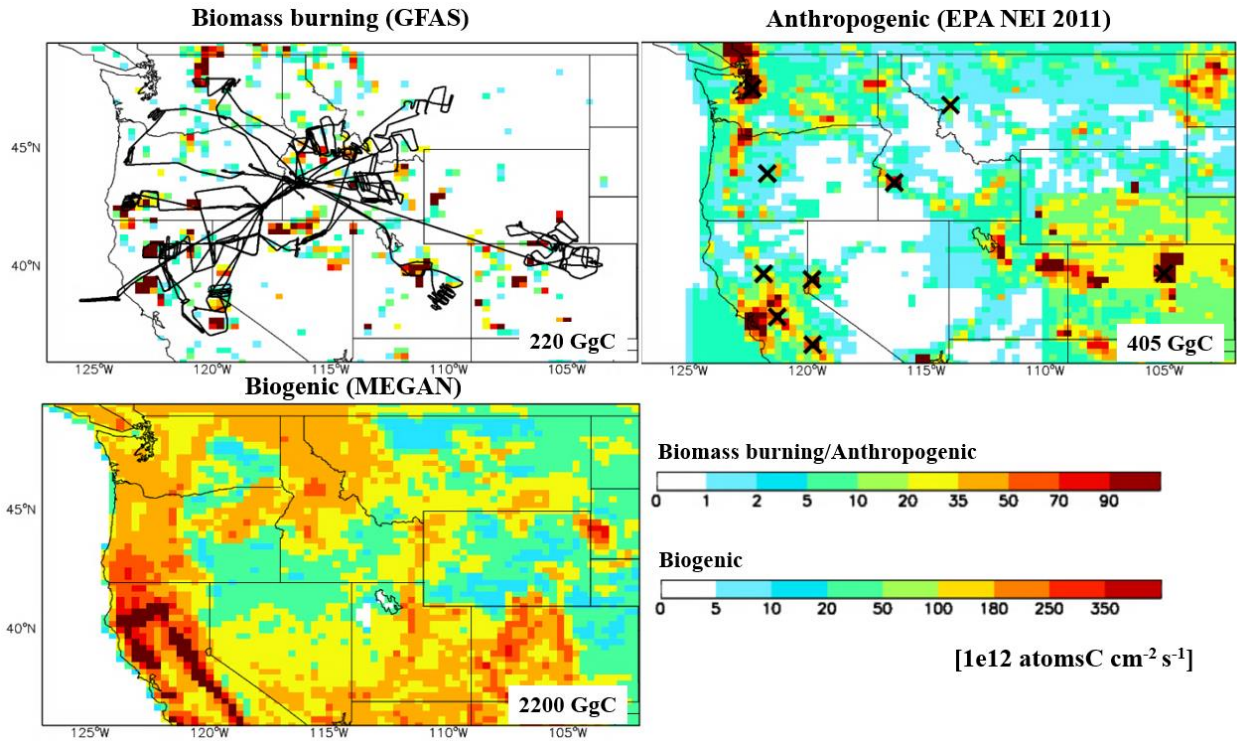 Biomass burning (GFAS)
Anthropogenic (EPA NEI 2011)
45°N
40°N
220 GgC
405 GgC
125°W 120°W 115°W 110°W 105°W
125°W 120°W 115°W 110°W 105°W
Biogenic (MEGAN)
45°N
40°N
2200 GgC
125°W 120°W 115°W 110°W 105°W
Biomass burning/Anthropogenic
0 1 2 5 10 20 35 50 70 90
Biogenic
0 5 10 20 50 100 180 250 350
[1e12 atomsC cm⁻² s⁻¹]